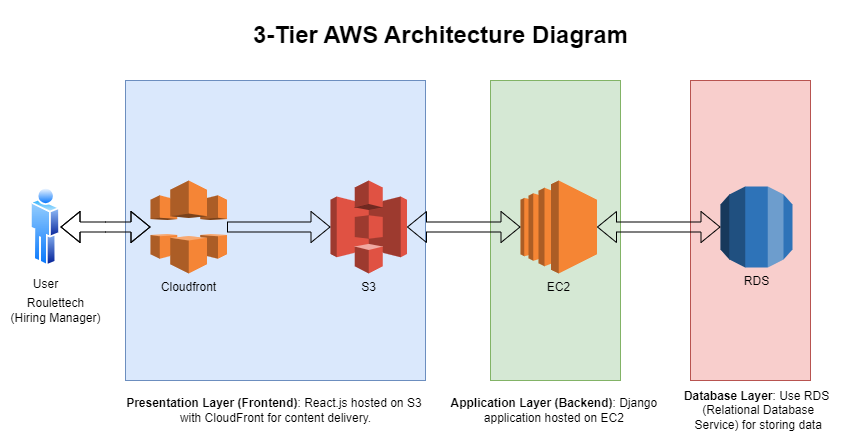 3-Tier AWS Architecture Diagram
User
Roulettech
(Hiring Manager)
Cloudfront
S3
EC2
RDS
Presentation Layer (Frontend): React.js hosted on S3
with CloudFront for content delivery.
Application Layer (Backend): Django
application hosted on EC2
Database Layer: Use RDS
(Relational Database
Service) for storing data